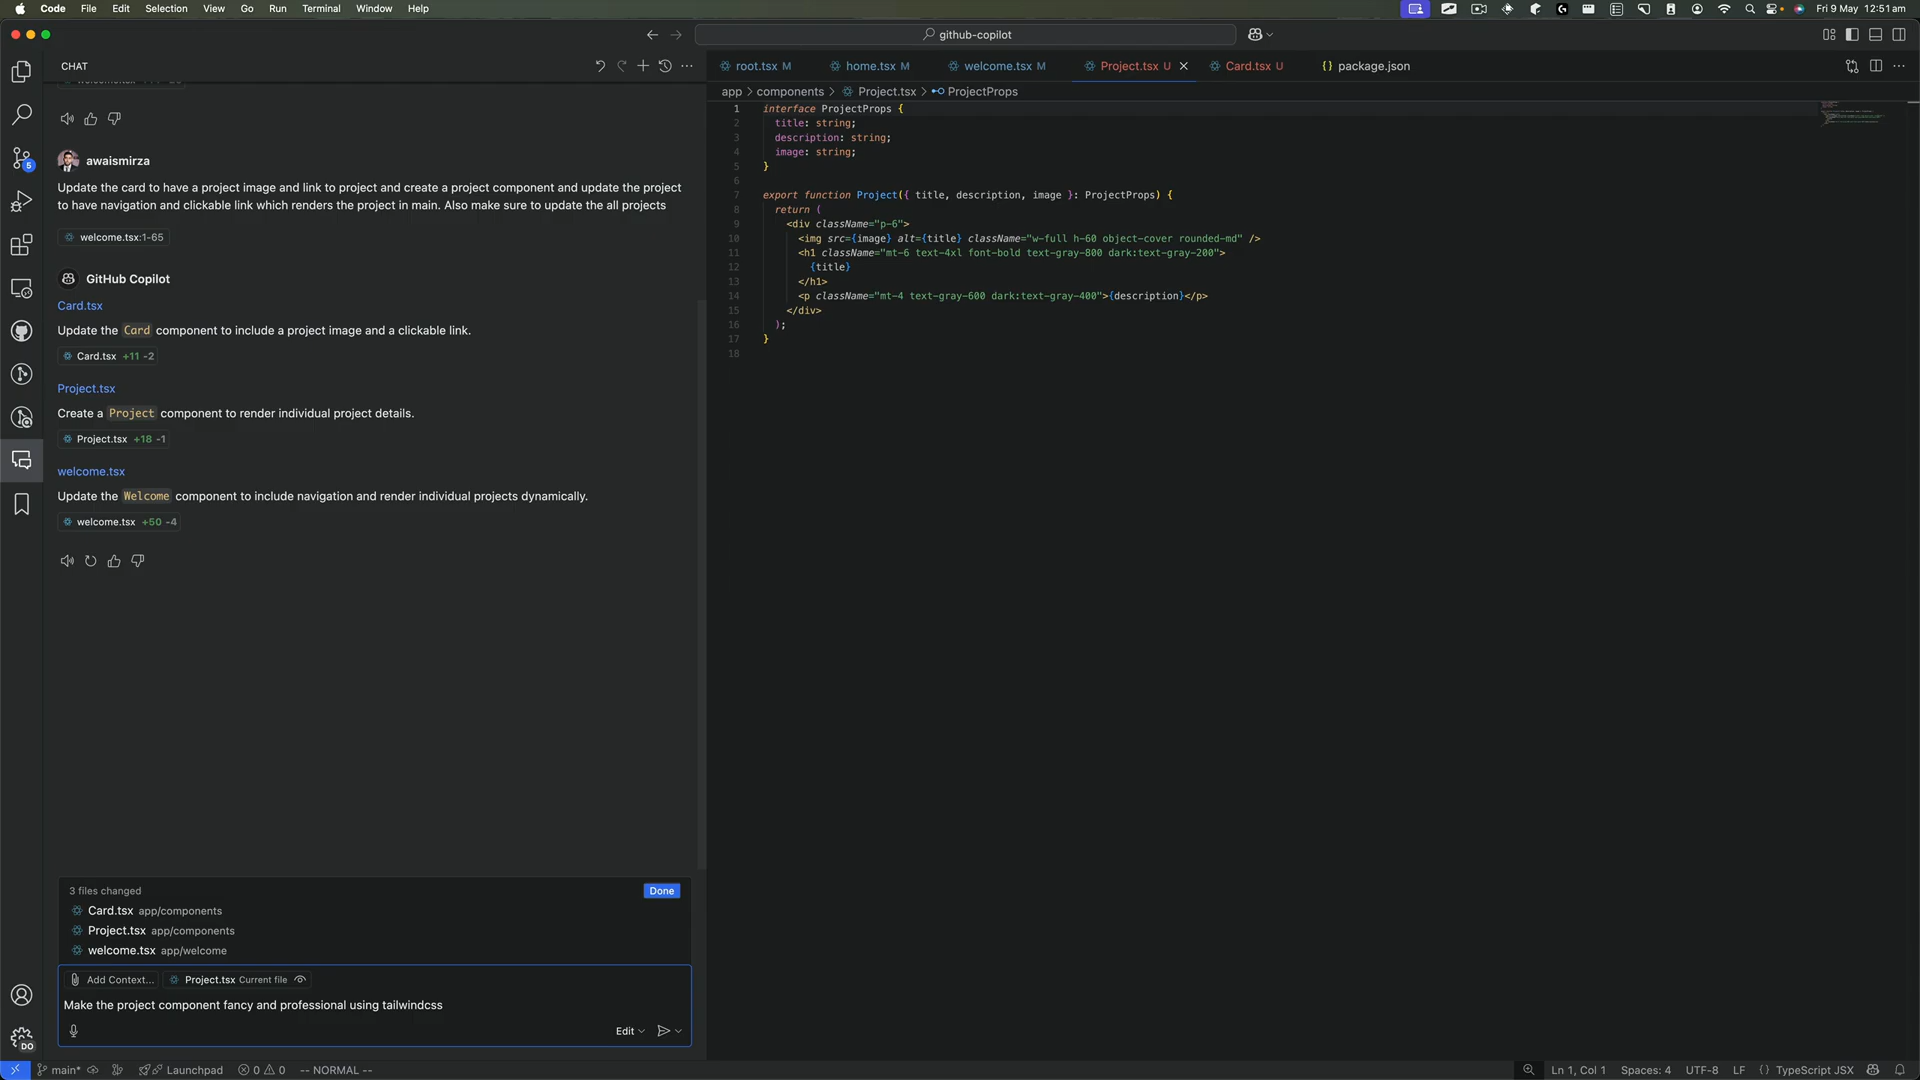 Code File Edit Selection View Go Run Terminal Window Help
Fri 9 May 12:51 am
github-copilot
CHAT
awaismirza
Update the card to have a project image and link to project and create a project component and update the project
to have navigation and clickable link which renders the project in main. Also make sure to update the all projects
welcome.tsx:1-65
GitHub Copilot
Card.tsx
Update the Card component to include a project image and a clickable link.
Card.tsx +11 -2
Project.tsx
Create a Project component to render individual project details.
Project.tsx +18 -1
welcome.tsx
Update the Welcome component to include navigation and render individual projects dynamically.
welcome.tsx +50 -4
3 files changed
Done
Card.tsx app/components
Project.tsx app/components
welcome.tsx app/welcome
Add Context...
Project.tsx Current file
Make the project component fancy and professional using tailwindcss
Edit
5
DO
root.tsx M
home.tsx M
welcome.tsx M
Project.tsx U
Card.tsx U
{} package.json
app > components > Project.tsx > ProjectProps
1 interface ProjectProps {
2 title: string;
3 description: string;
4 image: string;
5 }
6
7 export function Project({ title, description, image }: ProjectProps) {
8 return (
9 <div className="p-6">
10 <img src={image} alt={title} className="w-full h-60 object-cover rounded-md" />
11 <h1 className="mt-6 text-4xl font-bold text-gray-800 dark:text-gray-200">
12 {title}
13 </h1>
14 <p className="mt-4 text-gray-600 dark:text-gray-400">{description}</p>
15 </div>
16 );
17 }
18
main*
Launchpad
0 0
-- NORMAL --
Ln 1, Col 1
Spaces: 4
UTF-8
LF
{} TypeScript JSX